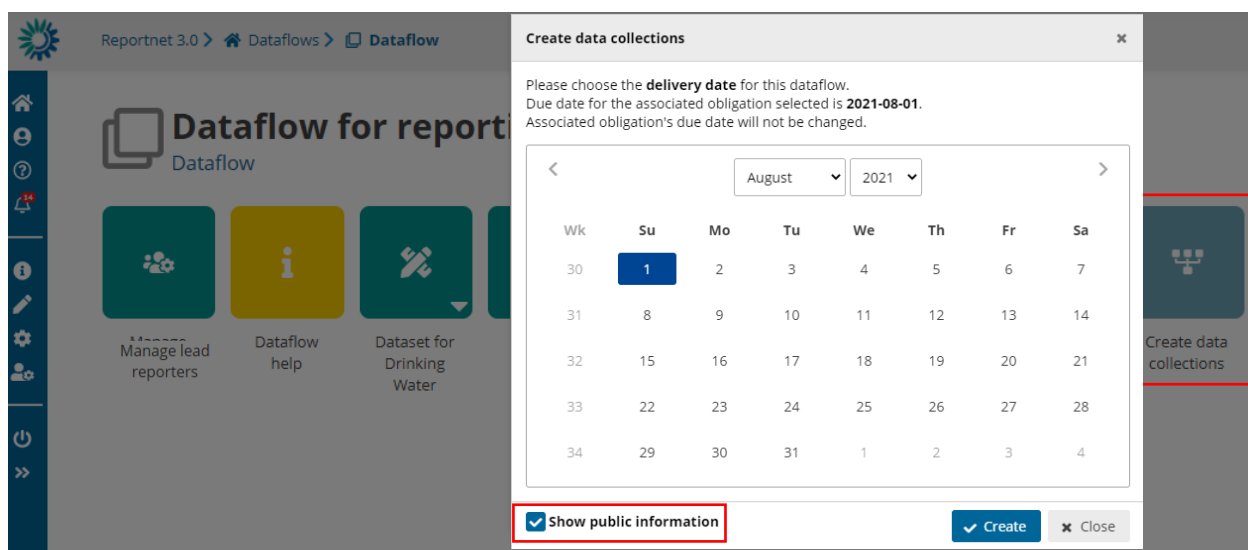 Reportnet 3.0 Dataflows Dataflow
Dataflow for reporti
Dataflow
14
Manage lead
reporters
Dataflow
help
Dataset for
Drinking
Water
Create data collections
Please choose the delivery date for this dataflow.
Due date for the associated obligation selected is 2021-08-01.
Associated obligation's due date will not be changed.
August 2021
Wk Su Mo Tu We Th Fr Sa
30 1 2 3 4 5 6 7
31 8 9 10 11 12 13 14
32 15 16 17 18 19 20 21
33 22 23 24 25 26 27 28
34 29 30 31 1 2 3 4
Show public information
Create Close
Create data
collections